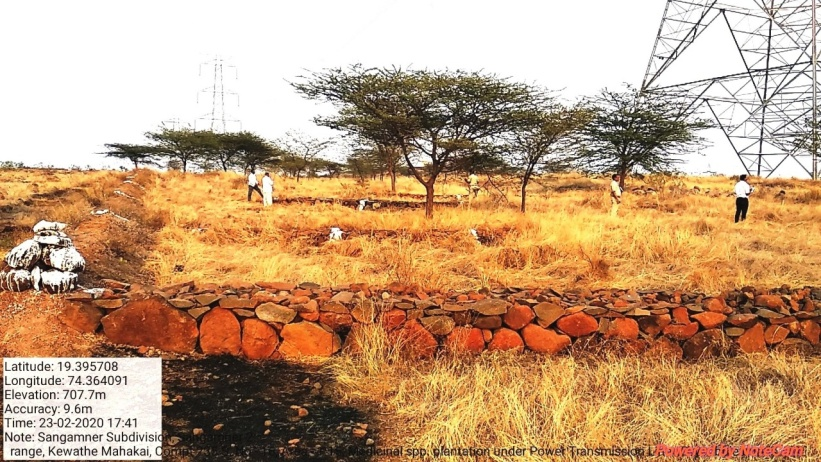 Latitude: 19.395708
Longitude: 74.364091
Elevation: 707.7m
Accuracy: 9.6m
Time: 23-02-2020 17:41
Note: Sangamner Subdivision,
range, Kewathe Mahakai, spp. plantation under Power Transmission
Powered by NoteCam